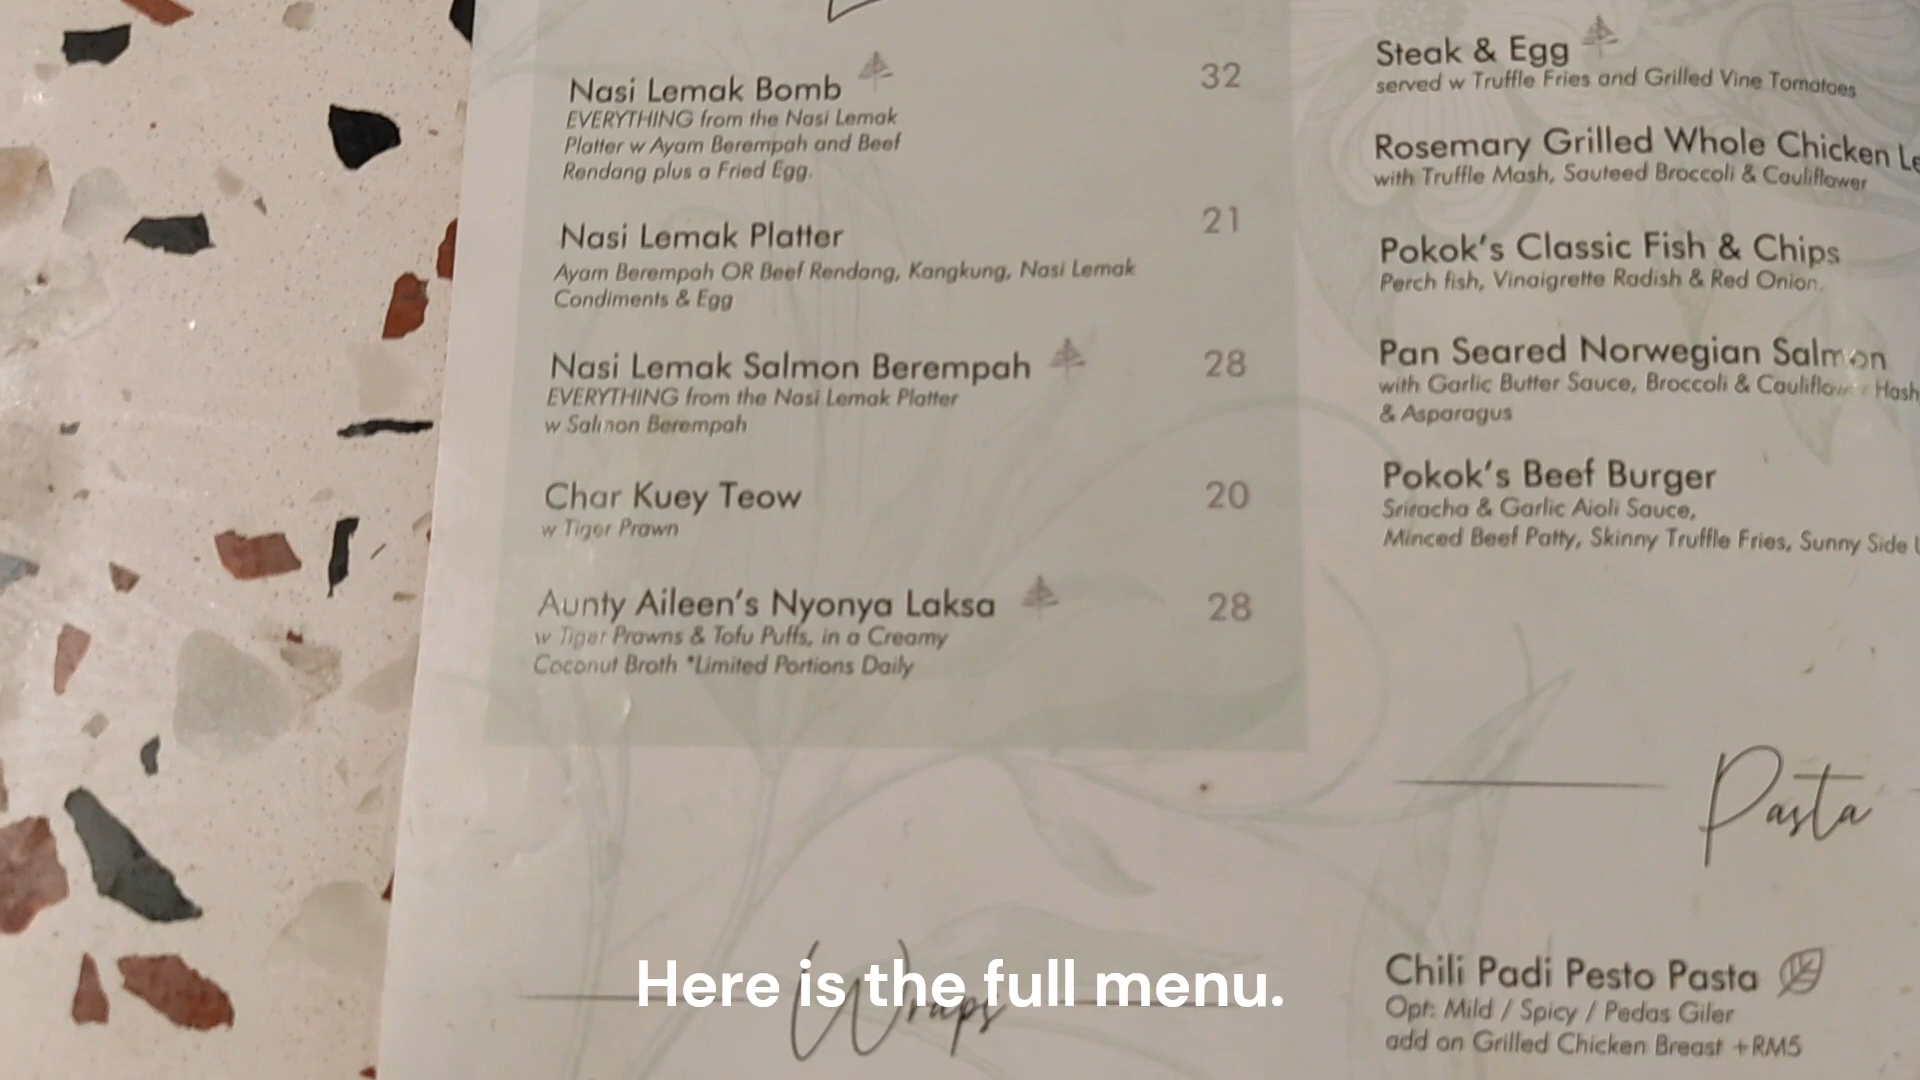 Nasi Lemak Bomb 32
EVERYTHING from the Nasi Lemak
Platter w Ayam Berempah and Beef
Rendang plus a Fried Egg.
Nasi Lemak Platter 21
Ayam Berempah OR Beef Rendang, Kangkung, Nasi Lemak
Condiments & Egg
Nasi Lemak Salmon Berempah 28
EVERYTHING from the Nasi Lemak Platter
w Salmon Berempah
Char Kuey Teow 20
w Tiger Prawn
Aunty Aileen's Nyonya Laksa 28
w Tiger Prawns & Tofu Puffs, in a Creamy
Coconut Broth *Limited Portions Daily
Wraps
Steak & Egg
served w Truffle Fries and Grilled Vine Tomatoes
Rosemary Grilled Whole Chicken
with Truffle Mash, Sauteed Broccoli & Cauliflower
Pokok's Classic Fish & Chips
Perch fish, Vinaigrette Radish & Red Onion.
Pan Seared Norwegian Salmon
with Garlic Butter Sauce, Broccoli & Cauliflower Hash
& Asparagus
Pokok's Beef Burger
Sriracha & Garlic Aioli Sauce,
Minced Beef Patty, Skinny Truffle Fries, Sunny Side
Pasta
Chili Padi Pesto Pasta
Opt: Mild / Spicy / Pedas Giler
add on Grilled Chicken Breast +RM5
Here is the full menu.